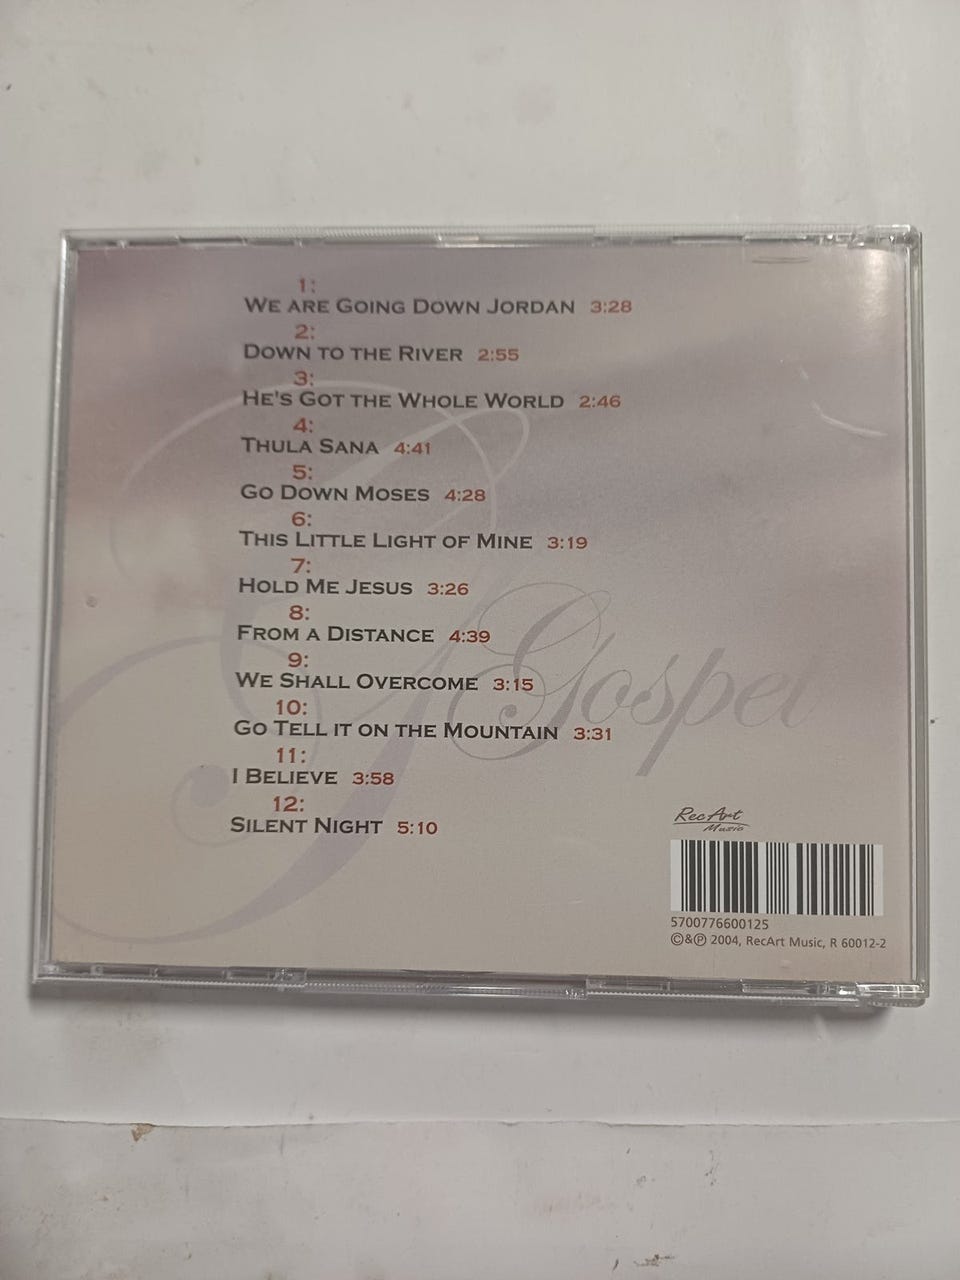 1:
We are Going Down Jordan 3:28
2:
Down to the River 2:55
3:
He's Got the Whole World 2:46
4:
Thula Sana 4:41
5:
Go Down Moses 4:28
6:
This Little Light of Mine 3:19
7:
Hold Me Jesus 3:26
8:
From a Distance 4:39
9:
We Shall Overcome 3:15
10:
Go Tell it on the Mountain 3:31
11:
I Believe 3:58
12:
Silent Night 5:10
Gospel
RecArt
Music
5700776600125
©&℗ 2004, RecArt Music, R 60012-2